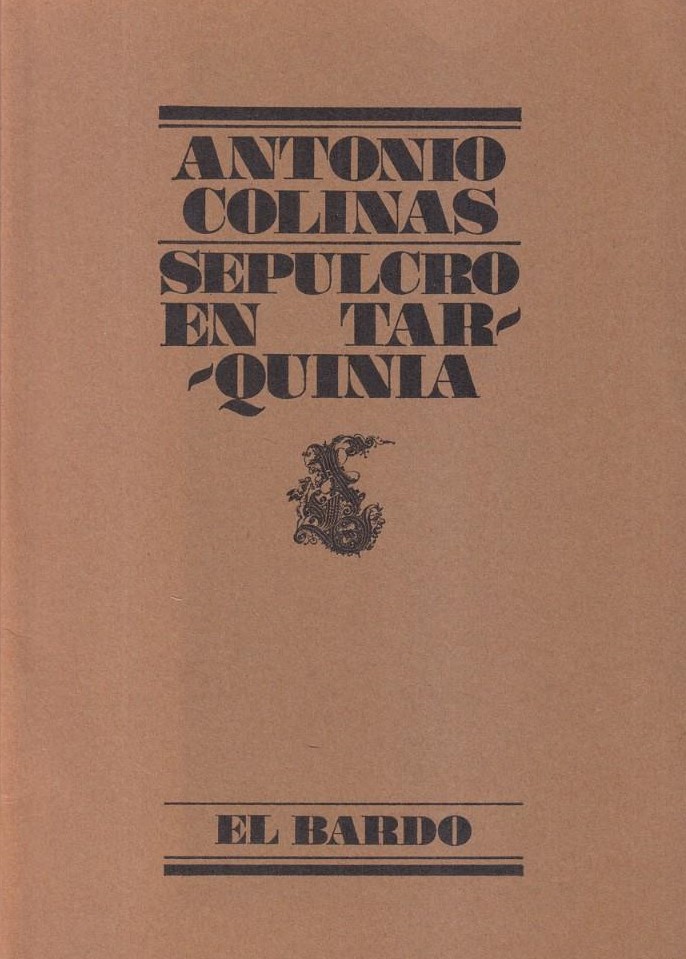 ANTONIO
COLINAS
SEPULCRO
EN TAR-
-QUINIA
EL BARDO